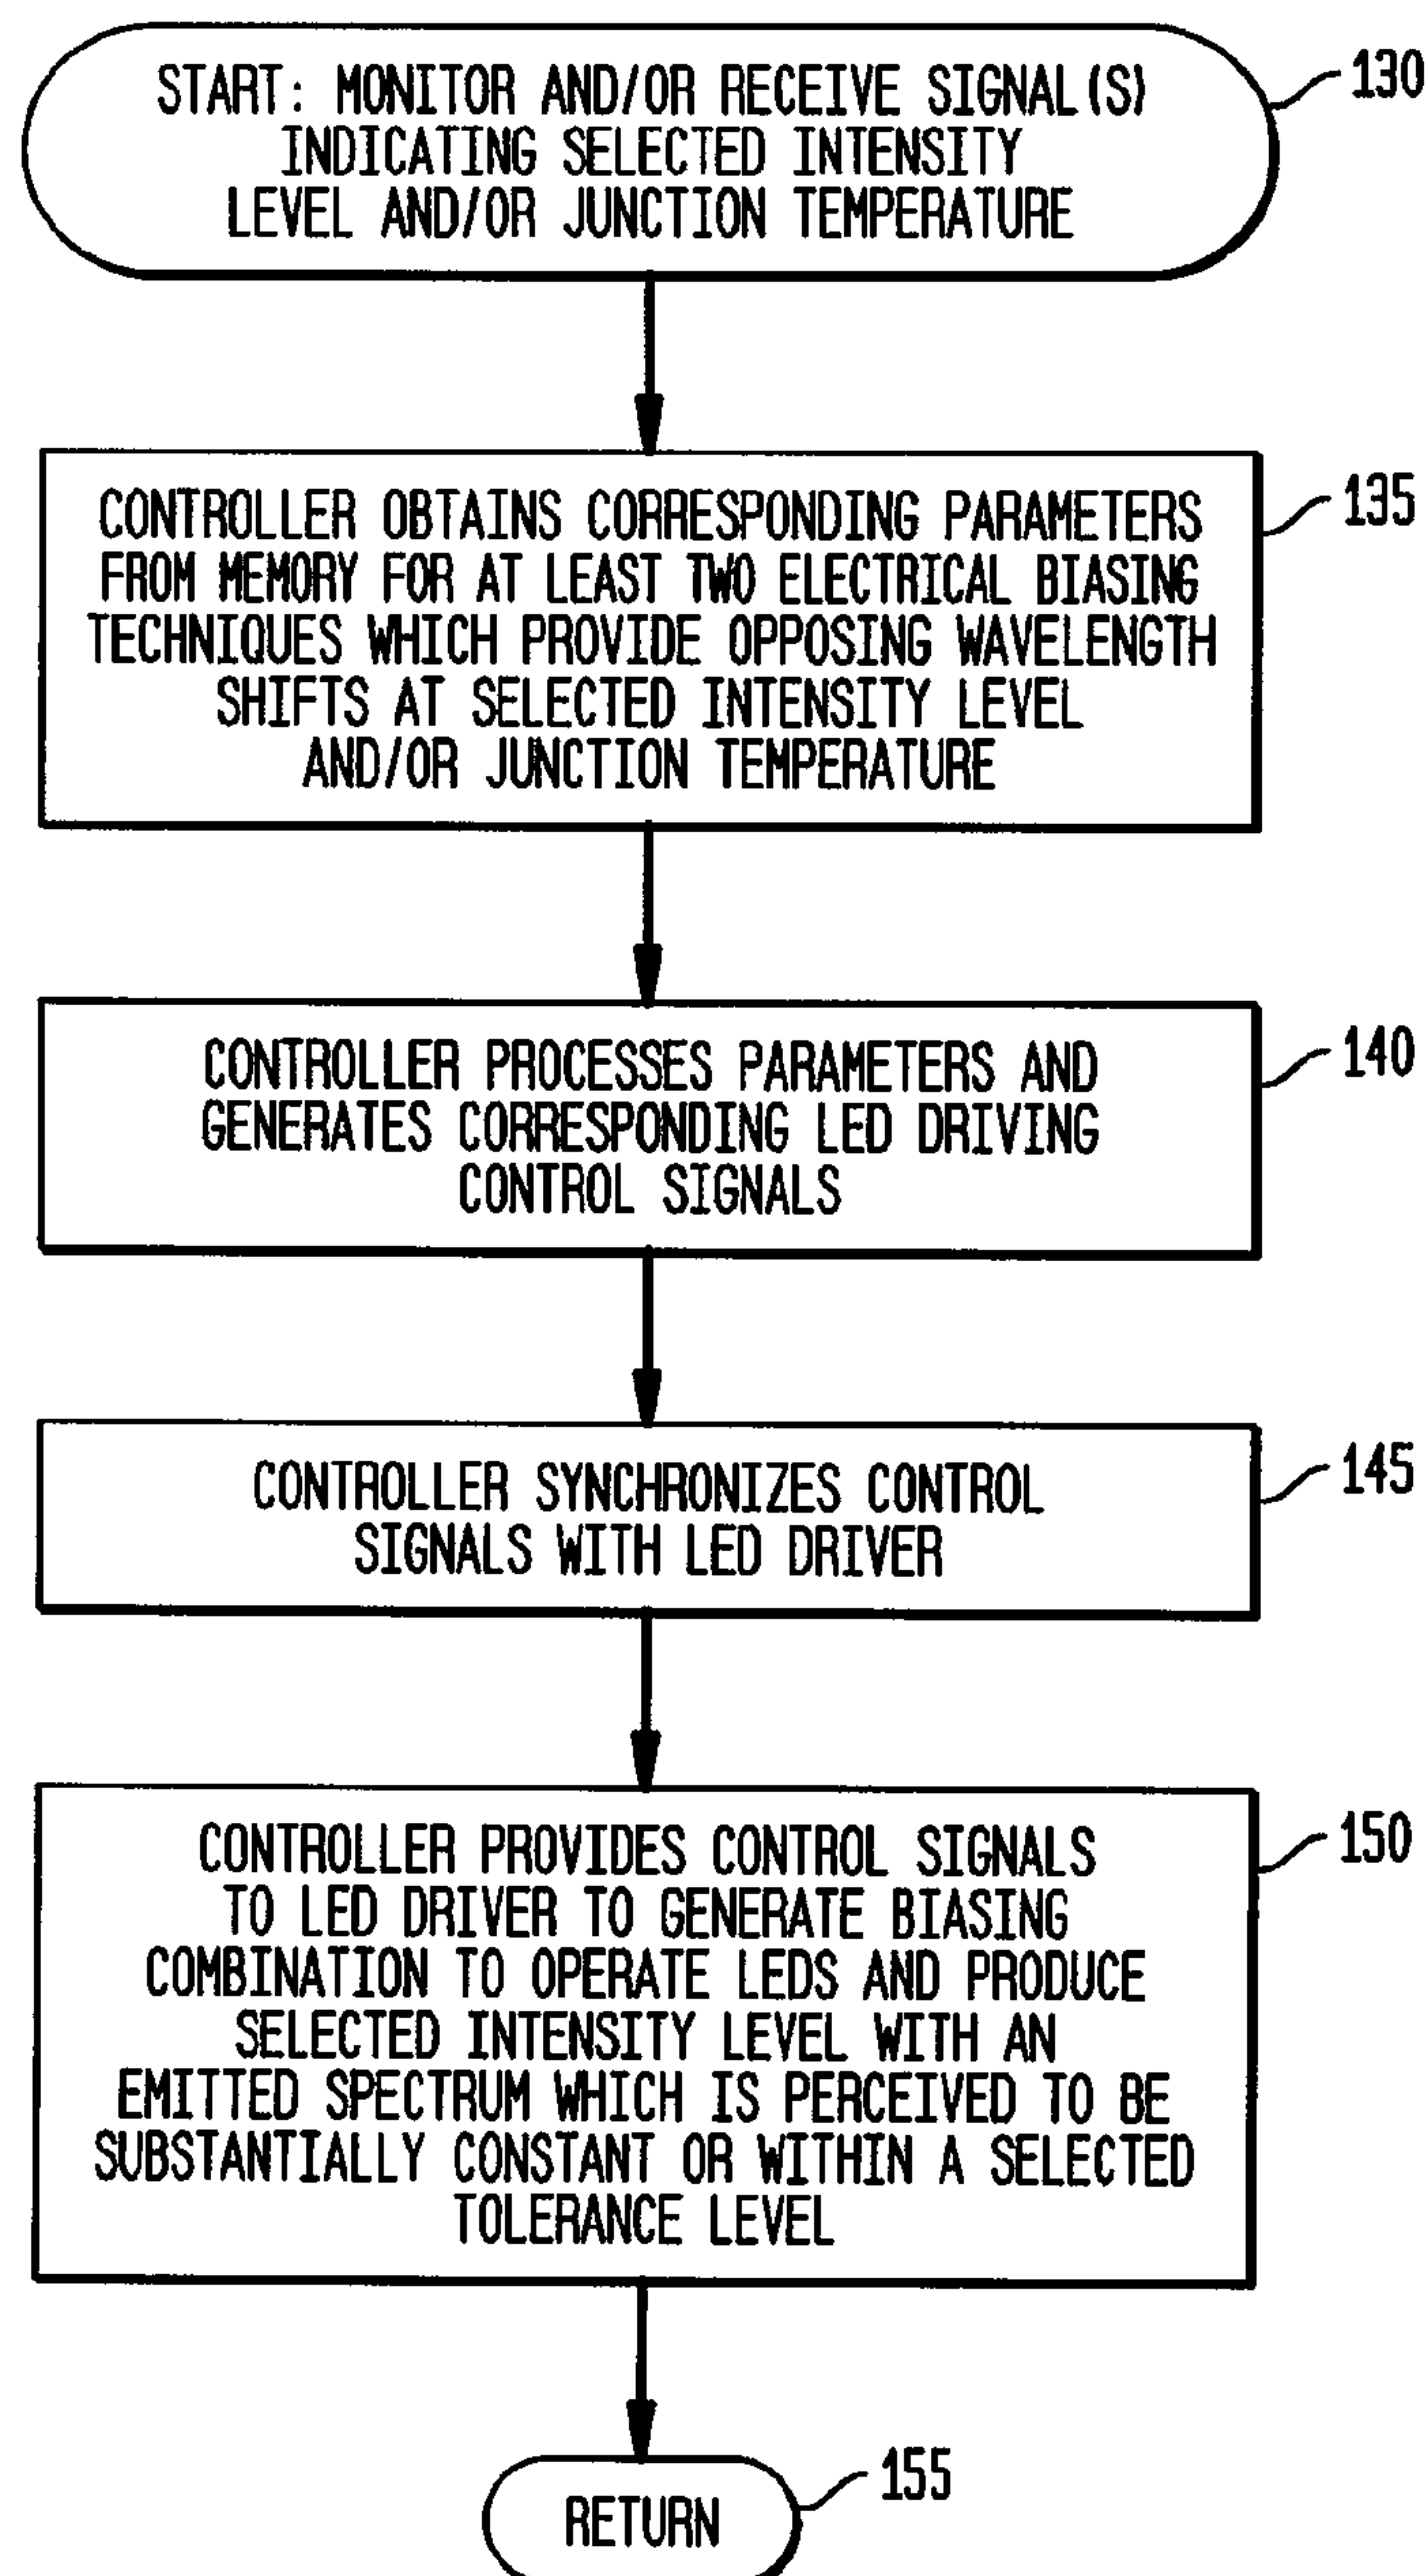 START: MONITOR AND/OR RECEIVE SIGNAL(S)
INDICATING SELECTED INTENSITY
LEVEL AND/OR JUNCTION TEMPERATURE
130
CONTROLLER OBTAINS CORRESPONDING PARAMETERS
FROM MEMORY FOR AT LEAST TWO ELECTRICAL BIASING
TECHNIQUES WHICH PROVIDE OPPOSING WAVELENGTH
SHIFTS AT SELECTED INTENSITY LEVEL
AND/OR JUNCTION TEMPERATURE
135
CONTROLLER PROCESSES PARAMETERS AND
GENERATES CORRESPONDING LED DRIVING
CONTROL SIGNALS
140
CONTROLLER SYNCHRONIZES CONTROL
SIGNALS WITH LED DRIVER
145
CONTROLLER PROVIDES CONTROL SIGNALS
TO LED DRIVER TO GENERATE BIASING
COMBINATION TO OPERATE LEDS AND PRODUCE
SELECTED INTENSITY LEVEL WITH AN
EMITTED SPECTRUM WHICH IS PERCEIVED TO BE
SUBSTANTIALLY CONSTANT OR WITHIN A SELECTED
TOLERANCE LEVEL
150
RETURN
155